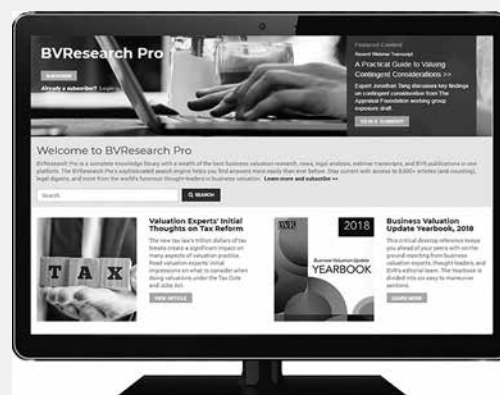 BVResearch Pro
SUBSCRIBE
Already a subscriber? Login
Featured Content
Recent Webinar Transcript
A Practical Guide to Valuing
Contingent Considerations >>
Expert Jonathan Tang discusses key findings
on contingent consideration from The
Appraisal Foundation working group
exposure draft.
Welcome to BVResearch Pro
BVResearch Pro is a complete knowledge library with a wealth of the best business valuation research, news, legal analysis, webinar transcripts, and BVR publications in one
platform. The BVResearch Pro's sophisticated search engine helps you find answers more easily than ever before. Stay current with access to 8,000+ articles (and counting),
legal digests, and more from the world's foremost thought-leaders in business valuation. Learn more and subscribe >>
Search
SEARCH
TAX
Valuation Experts' Initial
Thoughts on Tax Reform
The new tax law's trillion dollars of tax
breaks create a significant impact on
many aspects of valuation practice.
Read valuation experts' initial
impressions on what to consider when
doing valuations under the Tax Cuts
and Jobs Act.
VIEW ARTICLE
BVR
2018
Business Valuation Update
YEARBOOK
Business Valuation
Update Yearbook, 2018
This critical desktop reference keeps
you ahead of your peers with on-the-
ground reporting from business
valuation experts, thought leaders, and
BVR's editorial team. The Yearbook is
divided into six easy to maneuver
sections.
LEARN MORE